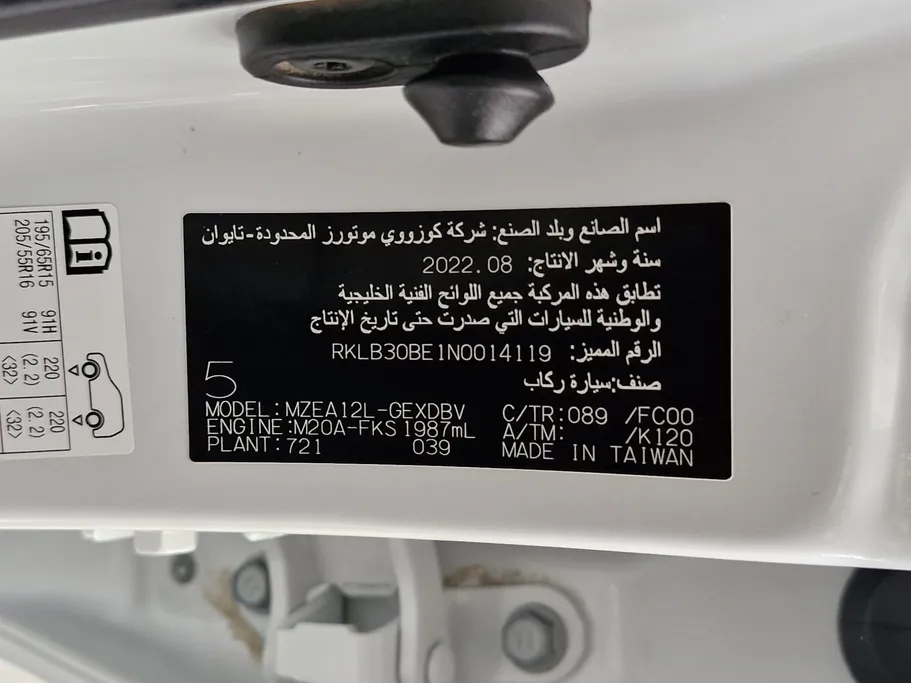 اسم الصانع وبلد الصنع: شركة كوزووي موتورز المحدودة-تايوان
سنة وشهر الانتاج: 2022.08
تطابق هذه المركبة جميع اللوائح الفنية الخليجية
والوطنية للسيارات التي صدرت حتى تاريخ الإنتاج
الرقم المميز: RKLB30BE1N0014119
صنف:سيارة ركاب
5
MODEL:MZEA12L-GEXDBV C/TR:089 /FC00
ENGINE:M20A-FKS 1987mL A/TM: /K120
PLANT:721 039 MADE IN TAIWAN
195/65R15 91H 220 (2.2) <32> 220 (2.2) <32>
205/55R16 91V